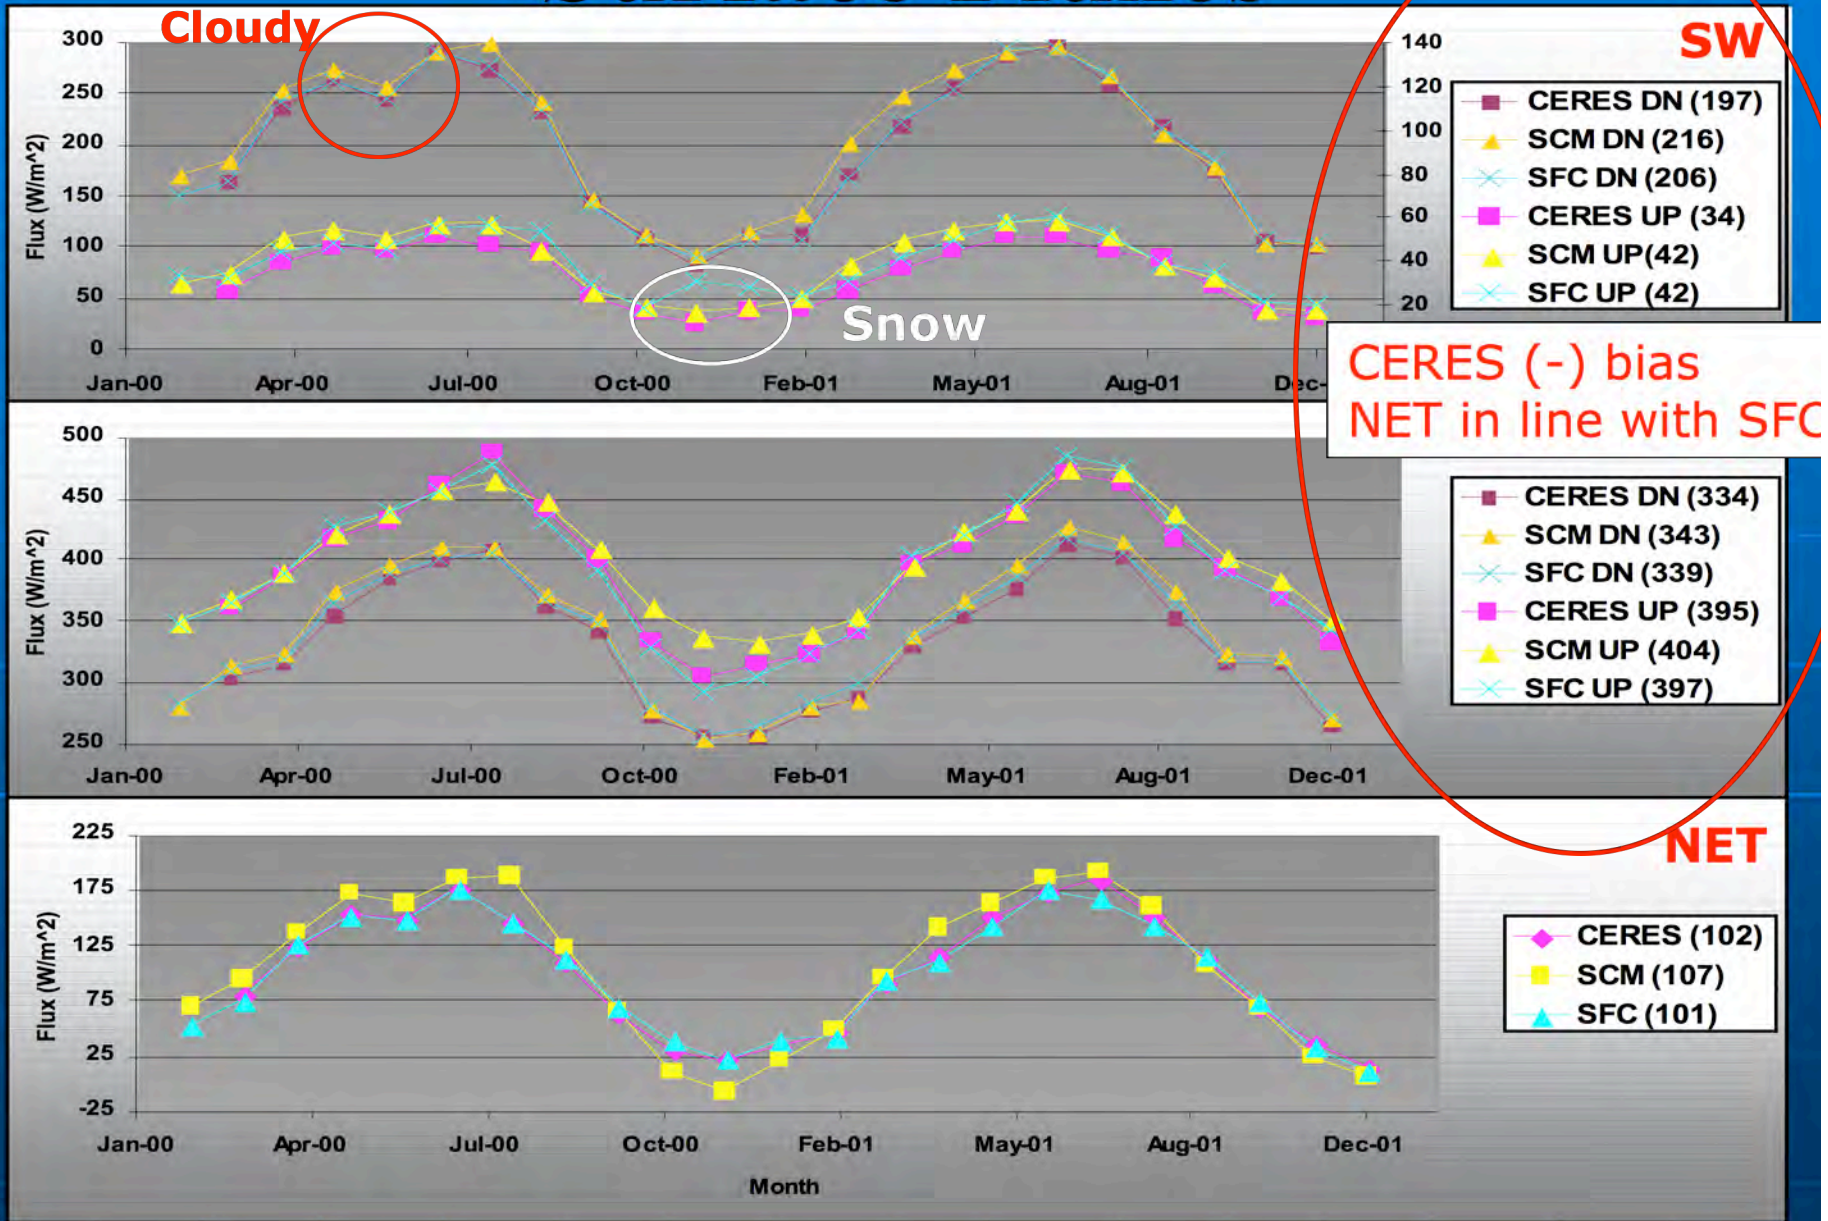 Cloudy
SW
300
250
200
150
100
50
0
Flux (W/m^2)
140
120
100
80
60
40
20
Snow
Jan-00 Apr-00 Jul-00 Oct-00 Feb-01 May-01 Aug-01 Dec-
CERES DN (197)
SCM DN (216)
SFC DN (206)
CERES UP (34)
SCM UP(42)
SFC UP (42)
CERES (-) bias
NET in line with SFC
500
450
400
350
300
250
Flux (W/m^2)
Jan-00 Apr-00 Jul-00 Oct-00 Feb-01 May-01 Aug-01 Dec-01
CERES DN (334)
SCM DN (343)
SFC DN (339)
CERES UP (395)
SCM UP (404)
SFC UP (397)
NET
225
175
125
75
25
-25
Flux (W/m^2)
Jan-00 Apr-00 Jul-00 Oct-00 Feb-01 May-01 Aug-01 Dec-01
Month
CERES (102)
SCM (107)
SFC (101)